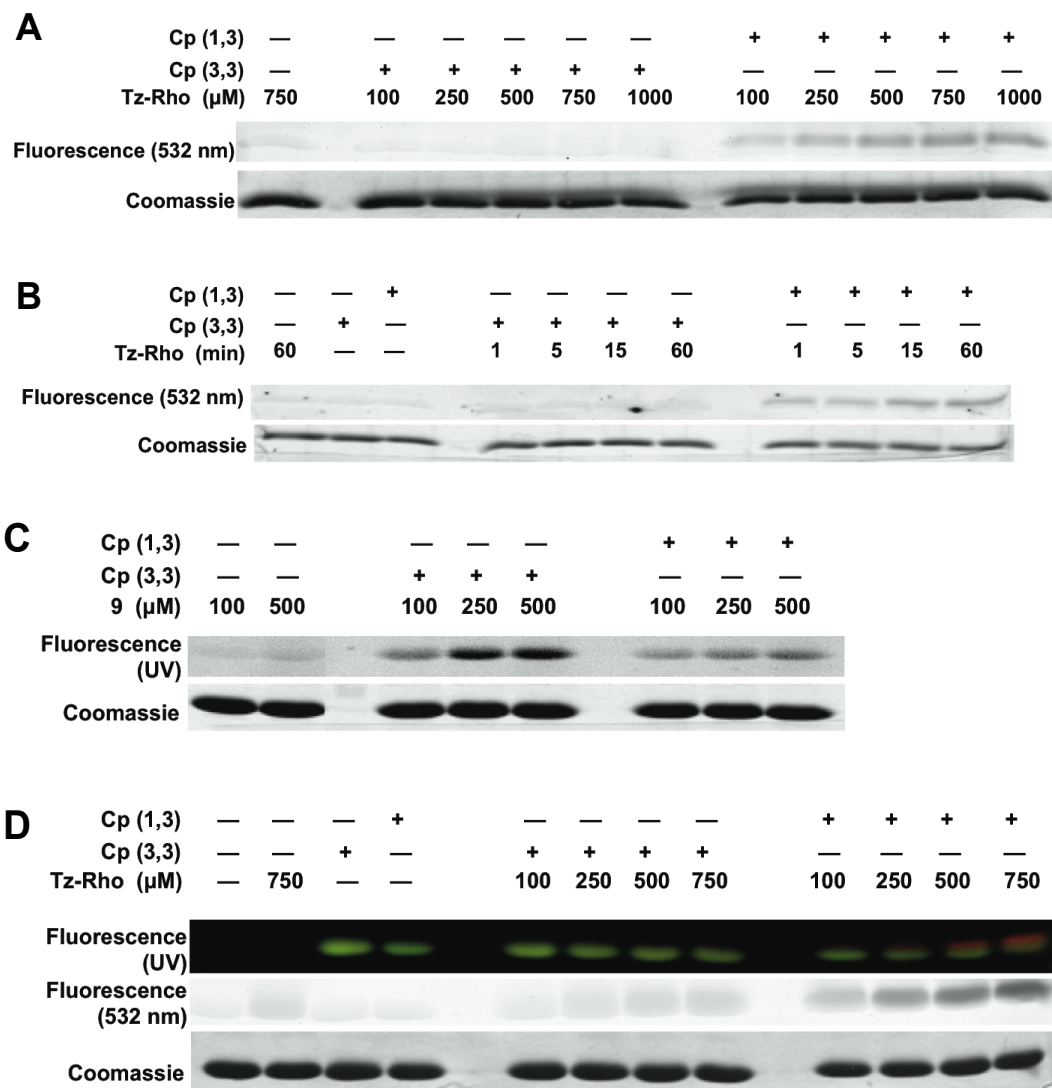 A
Cp (1,3) — — — — — — + + + + +
Cp (3,3) — + + + + + — — — — —
Tz-Rho (µM) 750 100 250 500 750 1000 100 250 500 750 1000
Fluorescence (532 nm)
Coomassie
B
Cp (1,3) — — + — — — — + + + +
Cp (3,3) — + — + + + + — — — —
Tz-Rho (min) 60 — — 1 5 15 60 1 5 15 60
Fluorescence (532 nm)
Coomassie
C
Cp (1,3) — — — — — + + +
Cp (3,3) — — + + + — — —
9 (µM) 100 500 100 250 500 100 250 500
Fluorescence
(UV)
Coomassie
D
Cp (1,3) — — — + — — — — + + + +
Cp (3,3) — — + — + + + + — — — —
Tz-Rho (µM) — 750 — — 100 250 500 750 100 250 500 750
Fluorescence
(UV)
Fluorescence
(532 nm)
Coomassie